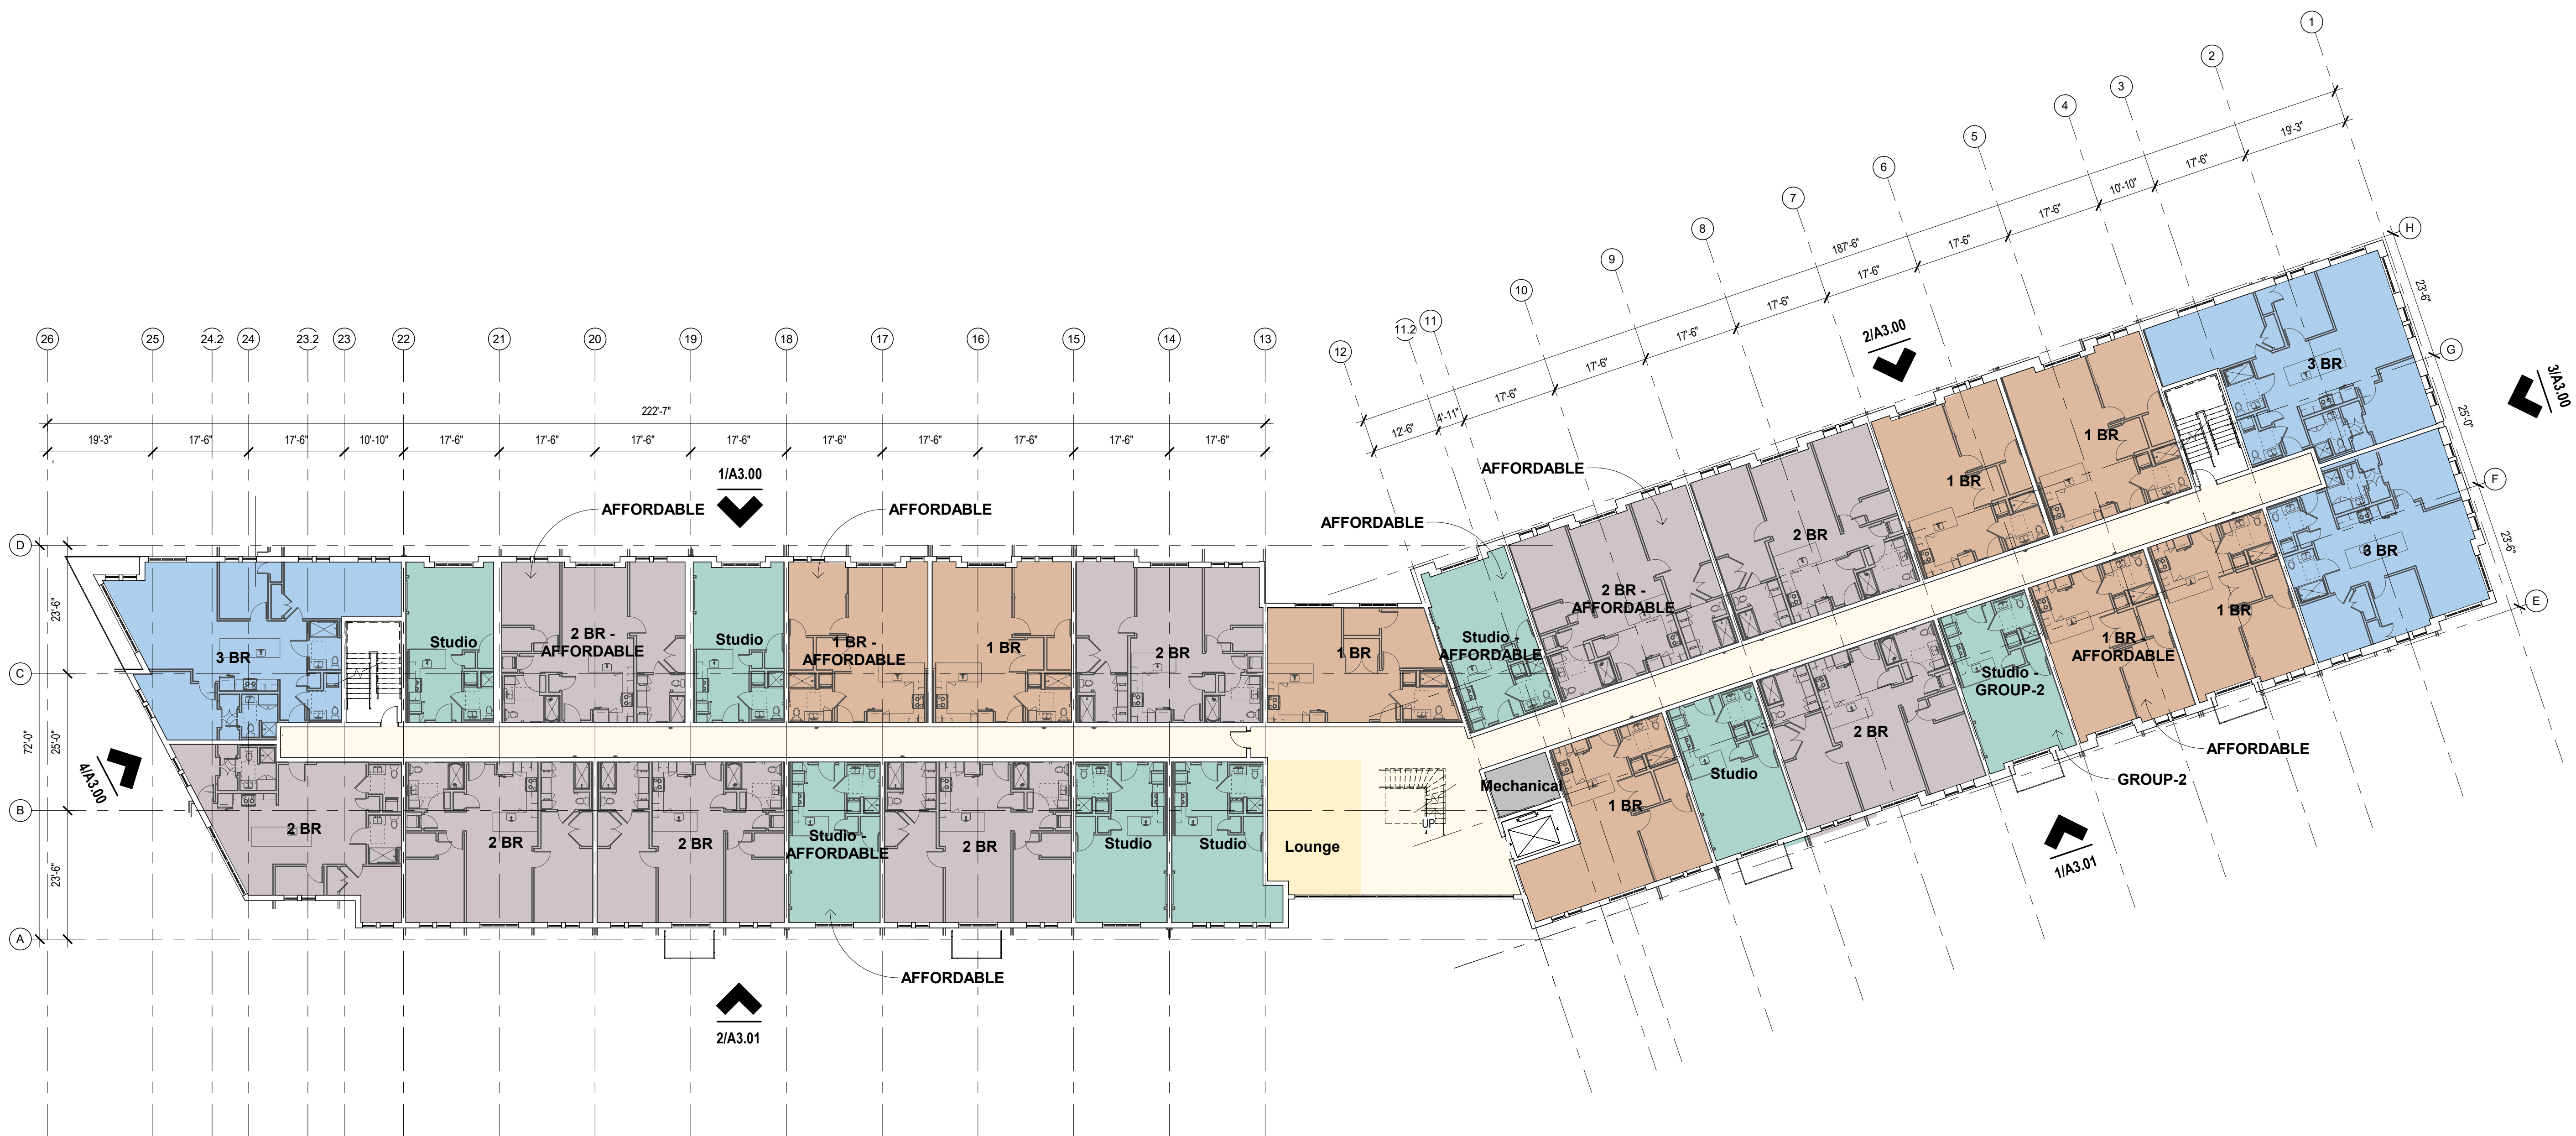 1
2
3
4
5
6
7
8
9
10
11
11.2
12
19'-3"
17'-6"
10'-10"
17'-6"
17'-6"
187'-6"
17'-6"
17'-6"
17'-6"
17'-6"
17'-6"
4'-11"
12'-6"
H
23'-6"
G
25'-0"
F
23'-6"
E
2/A3.00
3/A3.00
26
25
24.2
24
23.2
23
22
21
20
19
18
17
16
15
14
13
222'-7"
19'-3"
17'-6"
17'-6"
10'-10"
17'-6"
17'-6"
17'-6"
17'-6"
17'-6"
17'-6"
17'-6"
17'-6"
17'-6"
1/A3.00
AFFORDABLE
AFFORDABLE
AFFORDABLE
AFFORDABLE
D
C
B
A
23'-6"
72'-0"
25'-0"
23'-6"
4/A3.00
3 BR
Studio
2 BR -
AFFORDABLE
Studio
1 BR -
AFFORDABLE
1 BR
2 BR
1 BR
Studio -
AFFORDABLE
2 BR -
AFFORDABLE
2 BR
1 BR
1 BR
3 BR
3 BR
1 BR
1 BR -
AFFORDABLE
Studio -
GROUP-2
2 BR
Studio
1 BR
Mechanical
UP
Lounge
2 BR
2 BR
2 BR
Studio -
AFFORDABLE
2 BR
Studio
Studio
AFFORDABLE
GROUP-2
AFFORDABLE
2/A3.01
1/A3.01